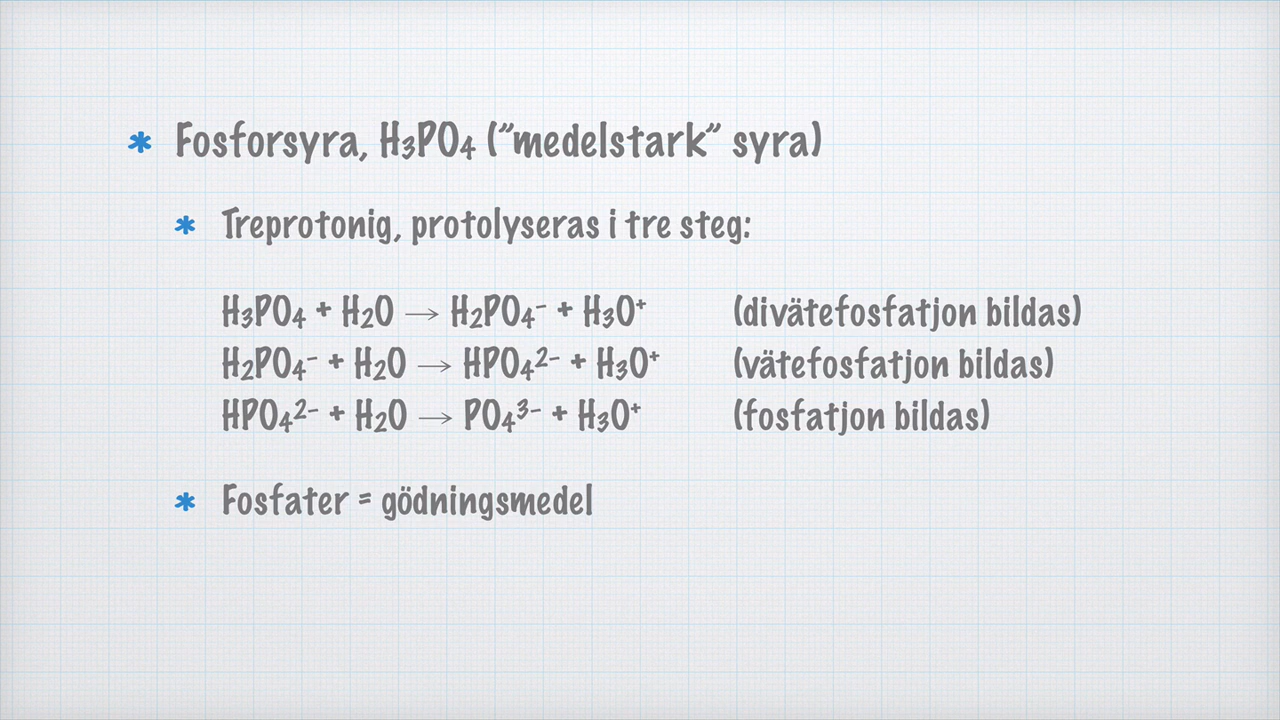 * Fosforsyra, H₃PO₄ (”medelstark” syra)
* Treprotonig, protolyseras i tre steg:
H₃PO₄ + H₂O → H₂PO₄⁻ + H₃O⁺ (divätefosfatjon bildas)
H₂PO₄⁻ + H₂O → HPO₄²⁻ + H₃O⁺ (vätefosfatjon bildas)
HPO₄²⁻ + H₂O → PO₄³⁻ + H₃O⁺ (fosfatjon bildas)
* Fosfater = gödningsmedel